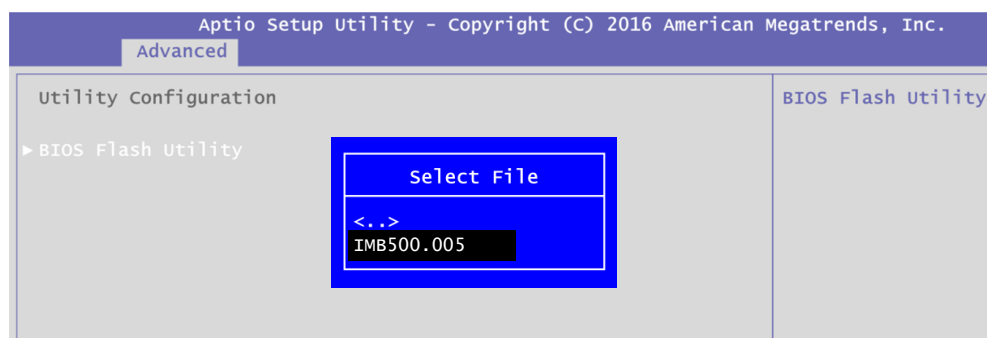 Aptio Setup Utility – Copyright (C) 2016 American Megatrends, Inc.
Advanced
Utility Configuration
BIOS Flash Utility
►BIOS Flash Utility
Select File
<..>
IMB500.005